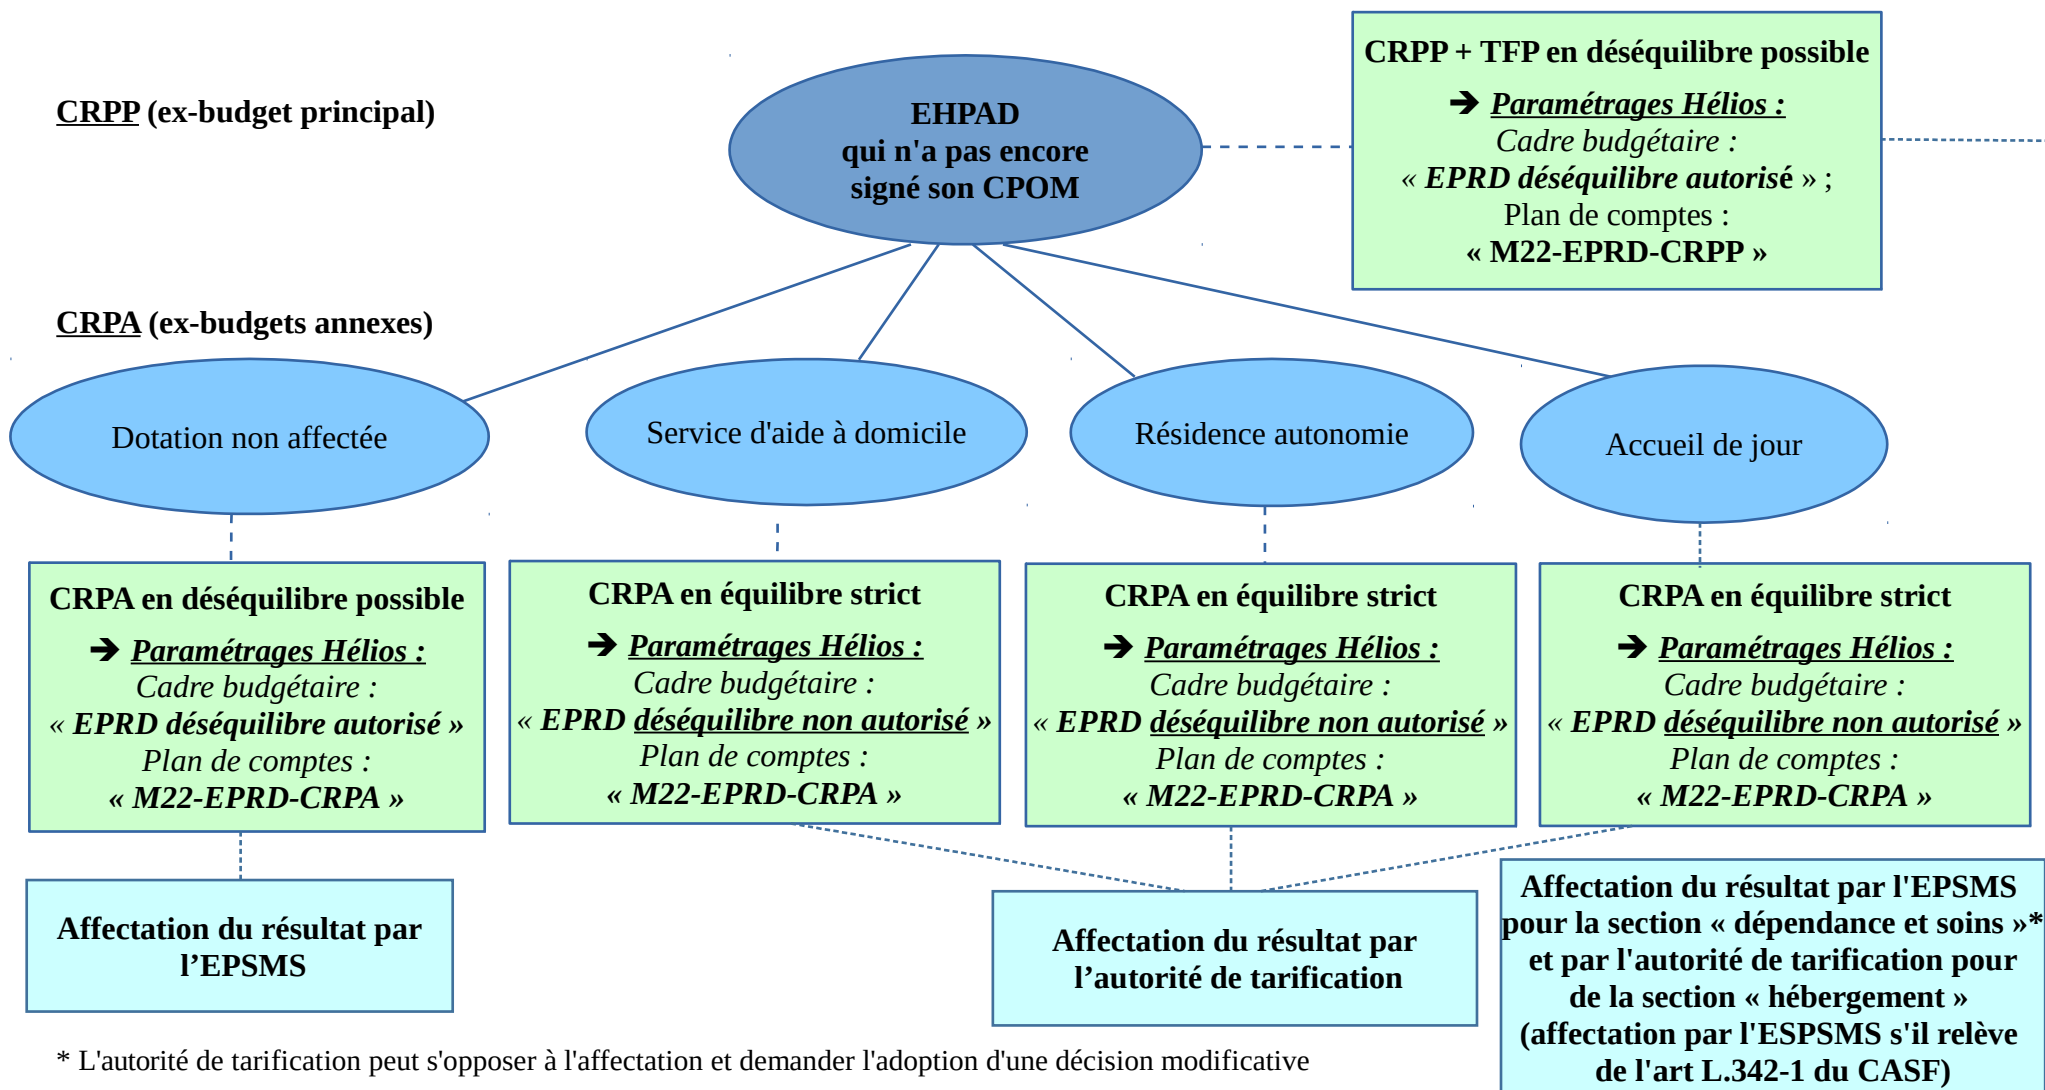 CRPP (ex-budget principal)
EHPAD
qui n'a pas encore
signé son CPOM
CRPP + TFP en déséquilibre possible
➔ Paramétrages Hélios :
Cadre budgétaire :
« EPRD déséquilibre autorisé » ;
Plan de comptes :
« M22-EPRD-CRPP »
CRPA (ex-budgets annexes)
Dotation non affectée
Service d'aide à domicile
Résidence autonomie
Accueil de jour
CRPA en déséquilibre possible
➔ Paramétrages Hélios :
Cadre budgétaire :
« EPRD déséquilibre autorisé »
Plan de comptes :
« M22-EPRD-CRPA »
CRPA en équilibre strict
➔ Paramétrages Hélios :
Cadre budgétaire :
« EPRD déséquilibre non autorisé »
Plan de comptes :
« M22-EPRD-CRPA »
CRPA en équilibre strict
➔ Paramétrages Hélios :
Cadre budgétaire :
« EPRD déséquilibre non autorisé »
Plan de comptes :
« M22-EPRD-CRPA »
CRPA en équilibre strict
➔ Paramétrages Hélios :
Cadre budgétaire :
« EPRD déséquilibre non autorisé »
Plan de comptes :
« M22-EPRD-CRPA »
Affectation du résultat par
l’EPSMS
Affectation du résultat par
l’autorité de tarification
Affectation du résultat par l'EPSMS
pour la section « dépendance et soins »*
et par l'autorité de tarification pour
de la section « hébergement »
(affectation par l'ESPSMS s'il relève
de l'art L.342-1 du CASF)
* L'autorité de tarification peut s'opposer à l'affectation et demander l'adoption d'une décision modificative